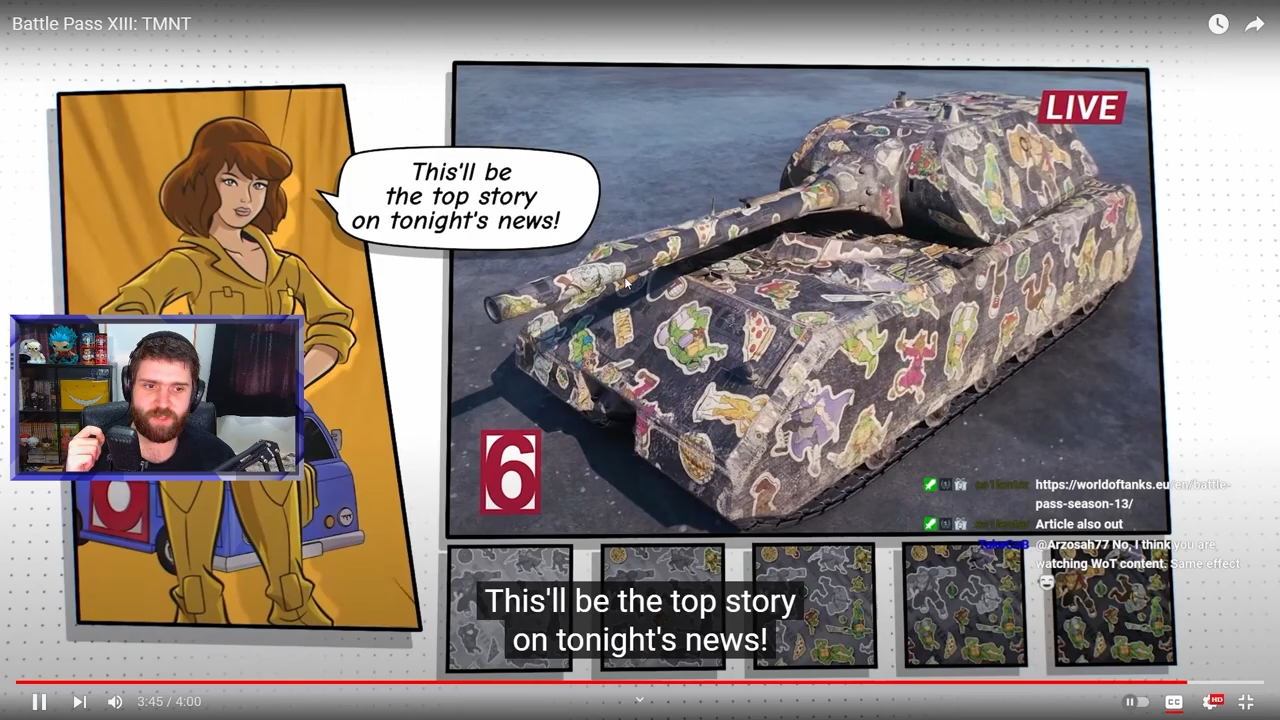 Battle Pass XIII: TMNT
LIVE
This'll be
the top story
on tonight's news!
6
https://worldoftanks.eu/en/battle-
pass-season-13/
Article also out
@Arzosah77 No, I think you are
watching WoT content. Same effect
This'll be the top story
on tonight's news!
3:45 / 4:00
CC
HD